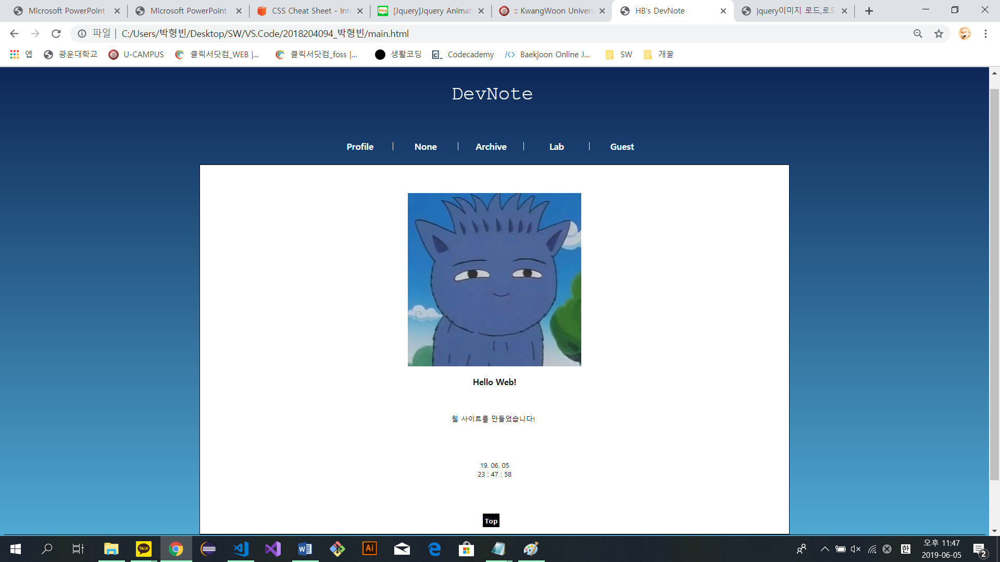 Microsoft PowerPoint
Microsoft PowerPoint
CSS Cheat Sheet - Inte
[Jquery]Jquery Animat
:: KwangWoon Univers
HB's DevNote
jquery이미지 로드,로드
파일 | C:/Users/박형빈/Desktop/SW/VS.Code/2018204094_박형빈/main.html
앱
광운대학교
U-CAMPUS
클릭서닷컴_WEB |...
클릭서닷컴_foss |...
생활코딩
Codecademy
Baekjoon Online J...
SW
개꿀
DevNote
Profile
None
Archive
Lab
Guest
Hello Web!
웹 사이트를 만들었습니다!
19. 06. 05
23 : 47 : 58
Top
TALK
Ai
한
오후 11:47
2019-06-05
2